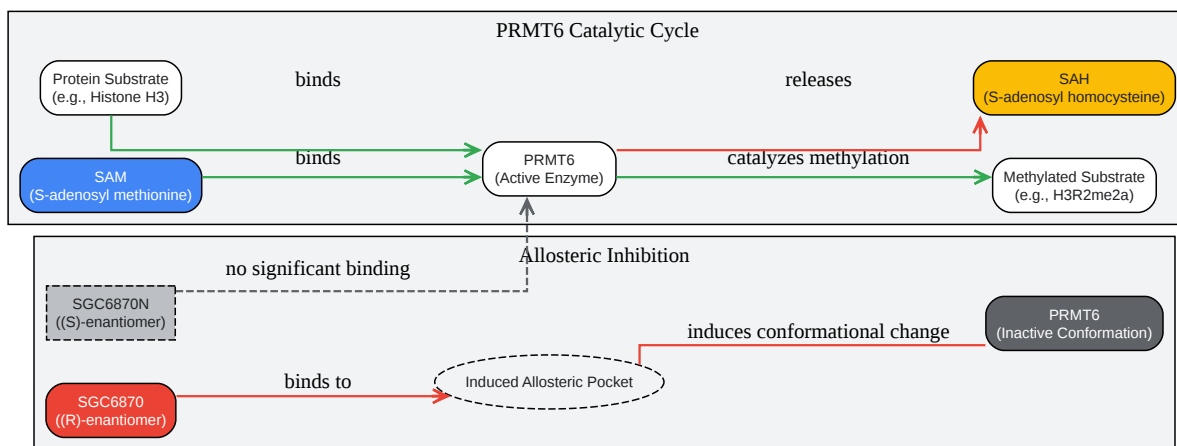 PRMT6 Catalytic Cycle
Protein Substrate
(e.g., Histone H3)
binds
releases
SAH
(S-adenosyl homocysteine)
SAM
(S-adenosyl methionine)
binds
PRMT6
(Active Enzyme)
catalyzes methylation
Methylated Substrate
(e.g., H3R2me2a)
Allosteric Inhibition
no significant binding
SGC6870N
((S)-enantiomer)
PRMT6
(Inactive Conformation)
induces conformational change
SGC6870
((R)-enantiomer)
binds to
Induced Allosteric Pocket